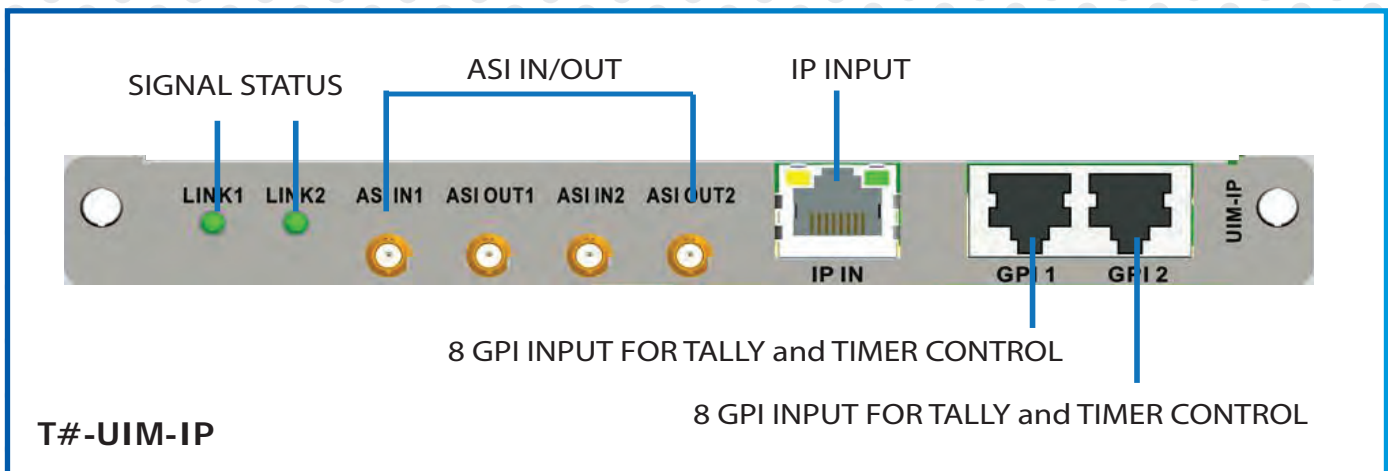 SIGNAL STATUS
ASI IN/OUT
IP INPUT
LINK1 LINK2 ASI IN1 ASI OUT1 ASI IN2 ASI OUT2
UIM-IP
IP IN
GPI 1 GPI 2
8 GPI INPUT FOR TALLY and TIMER CONTROL
8 GPI INPUT FOR TALLY and TIMER CONTROL
T#-UIM-IP